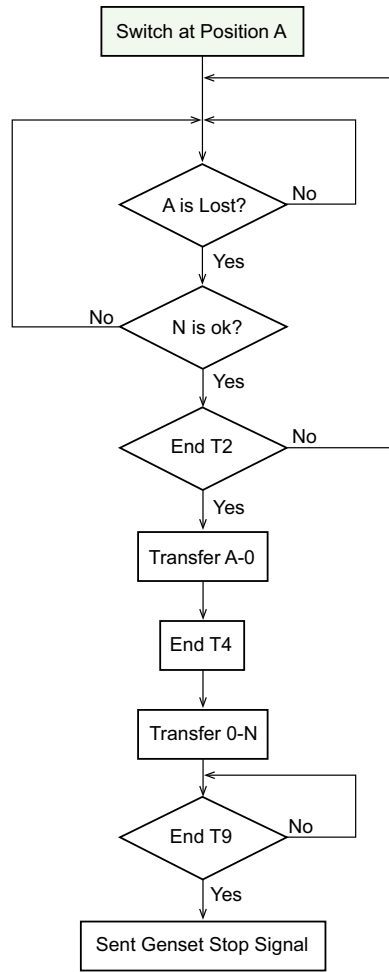 Switch at Position A
A is Lost?
No
Yes
N is ok?
No
Yes
End T2
No
Yes
Transfer A-0
End T4
Transfer 0-N
End T9
No
Yes
Sent Genset Stop Signal